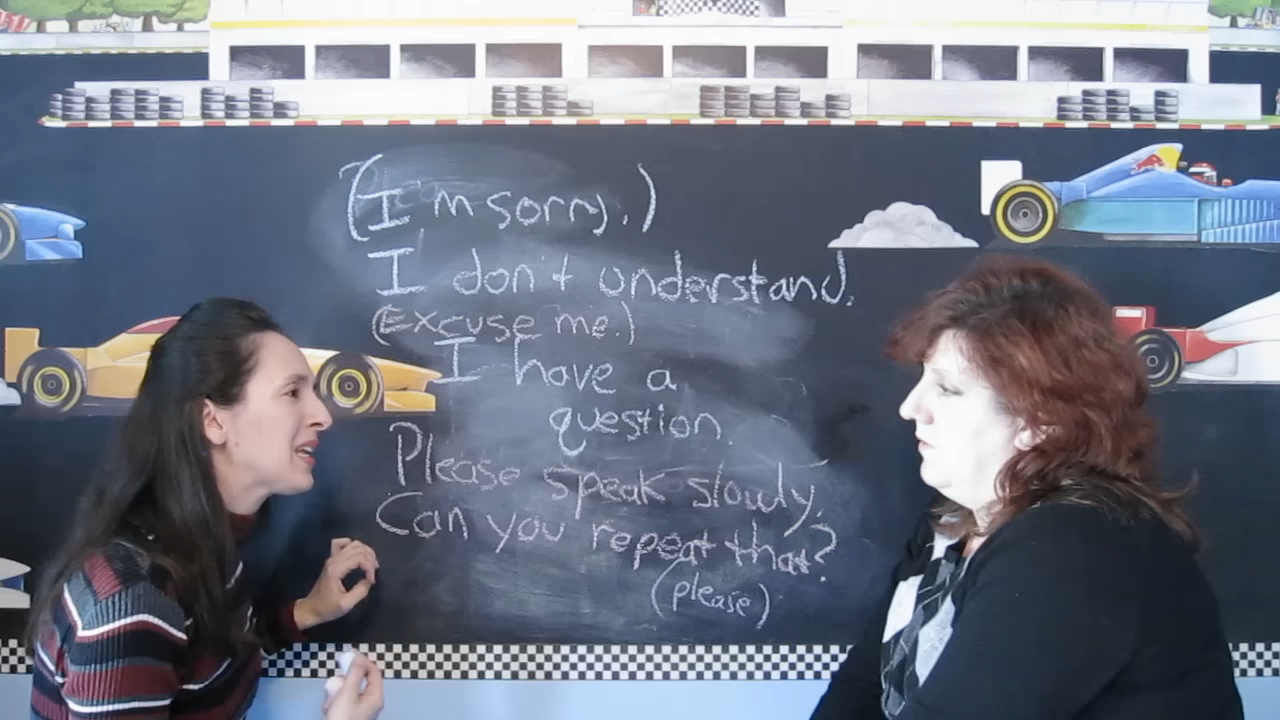 (I'm sorry.)
I don't understand.
(Excuse me.)
I have a
question.
Please speak slowly.
Can you repeat that?
(please)